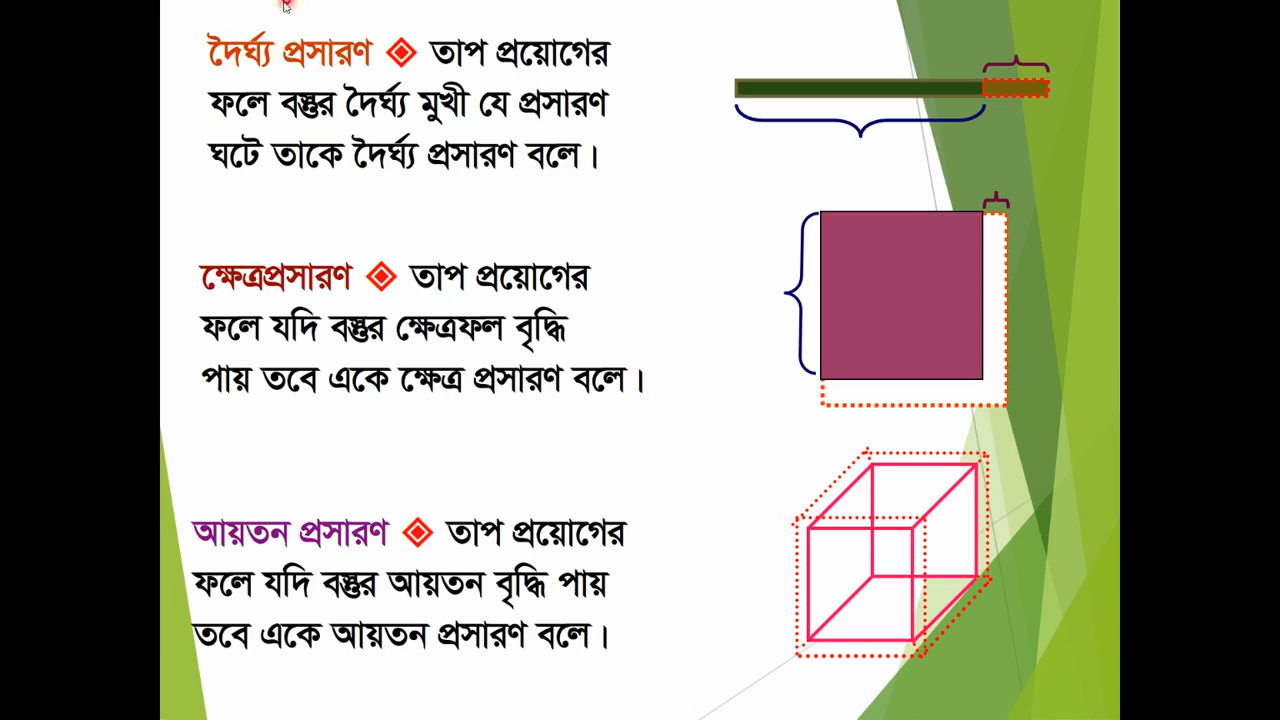 দৈর্ঘ্য প্রসারণ ◈ তাপ প্রয়োগের
ফলে বস্তুর দৈর্ঘ্য মুখী যে প্রসারণ
ঘটে তাকে দৈর্ঘ্য প্রসারণ বলে।
ক্ষেত্রপ্রসারণ ◈ তাপ প্রয়োগের
ফলে যদি বস্তুর ক্ষেত্রফল বৃদ্ধি
পায় তবে একে ক্ষেত্র প্রসারণ বলে।
আয়তন প্রসারণ ◈ তাপ প্রয়োগের
ফলে যদি বস্তুর আয়তন বৃদ্ধি পায়
তবে একে আয়তন প্রসারণ বলে।